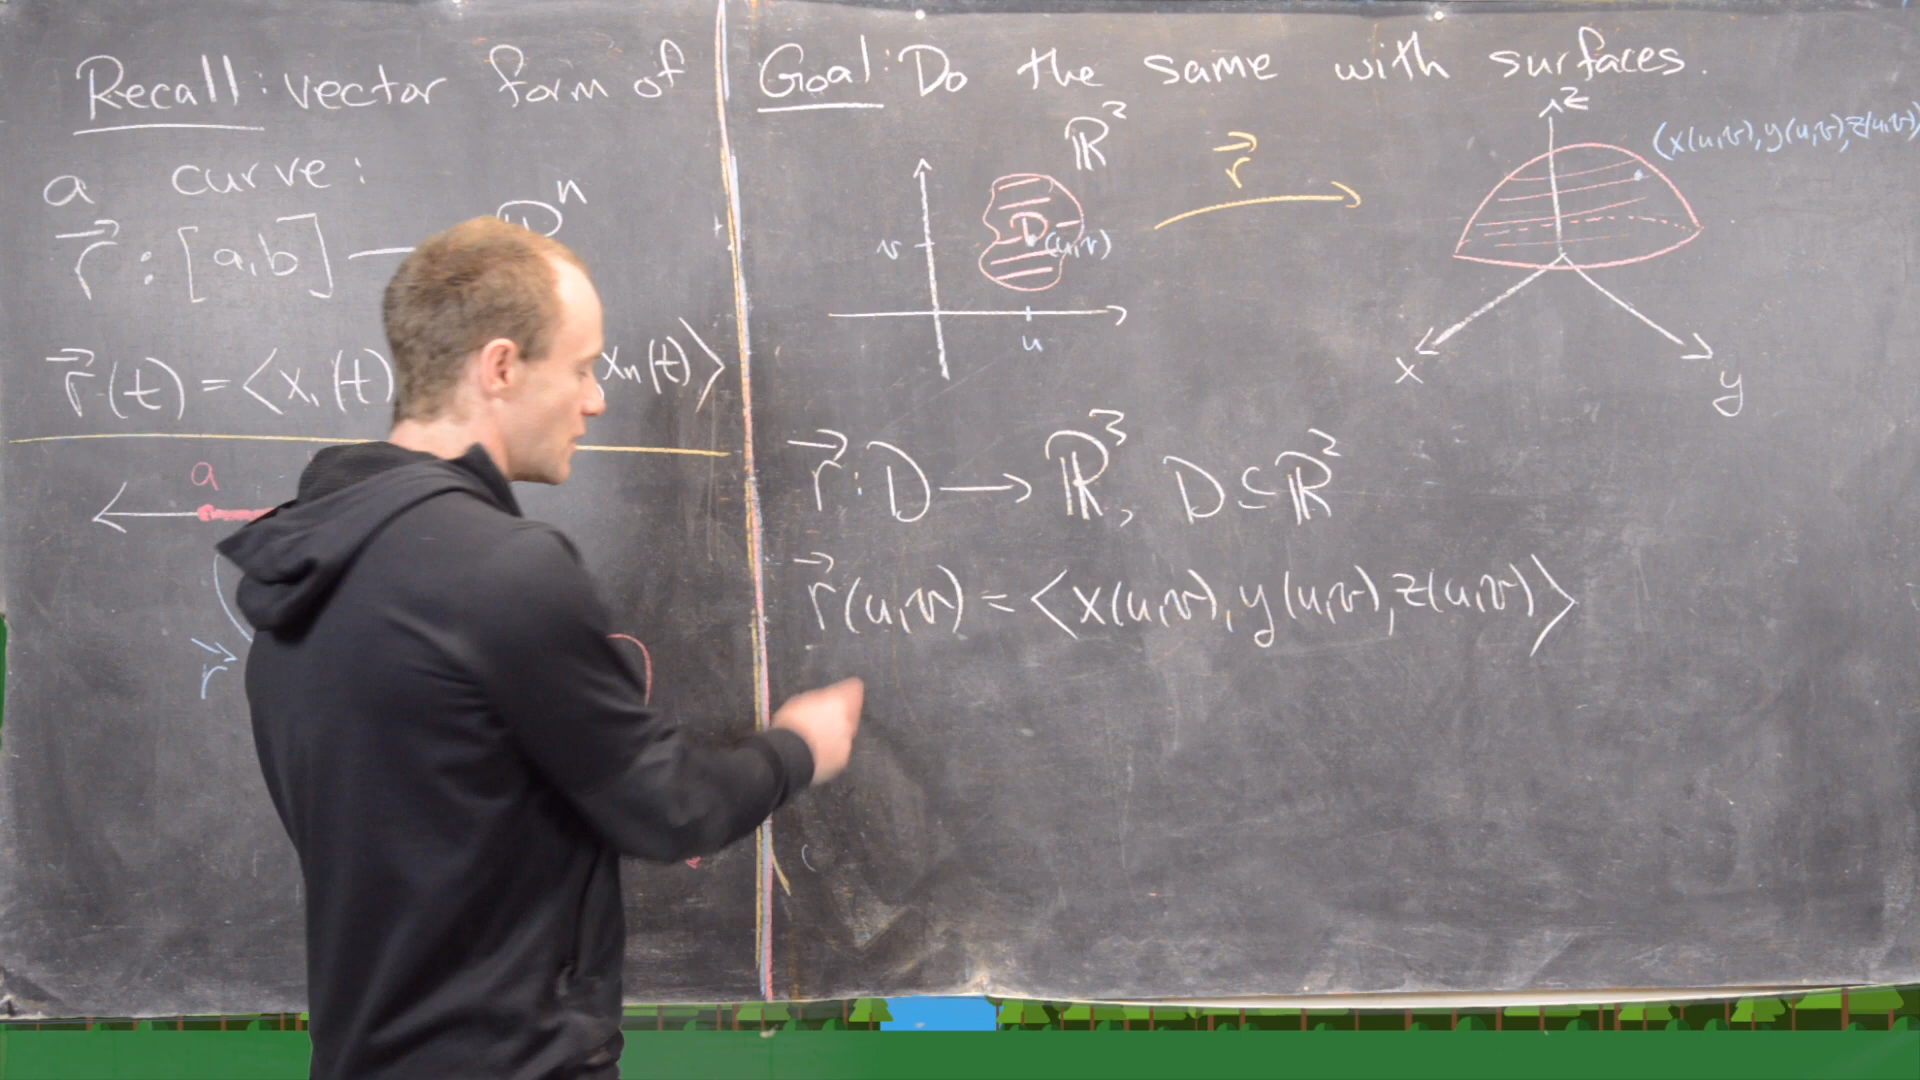 Recall: vector form of
a curve:
r⃗ : [a,b] — ℝⁿ
r⃗(t) = ⟨x₁(t) xₙ(t)⟩
a
r⃗
Goal: Do the same with surfaces.
ℝ²
r⃗
z
(x(u,v), y(u,v), z(u,v))
v
D
(u,v)
u
x
y
r⃗ : D → ℝ³, D ⊆ ℝ²
r⃗(u,v) = ⟨x(u,v), y(u,v), z(u,v)⟩